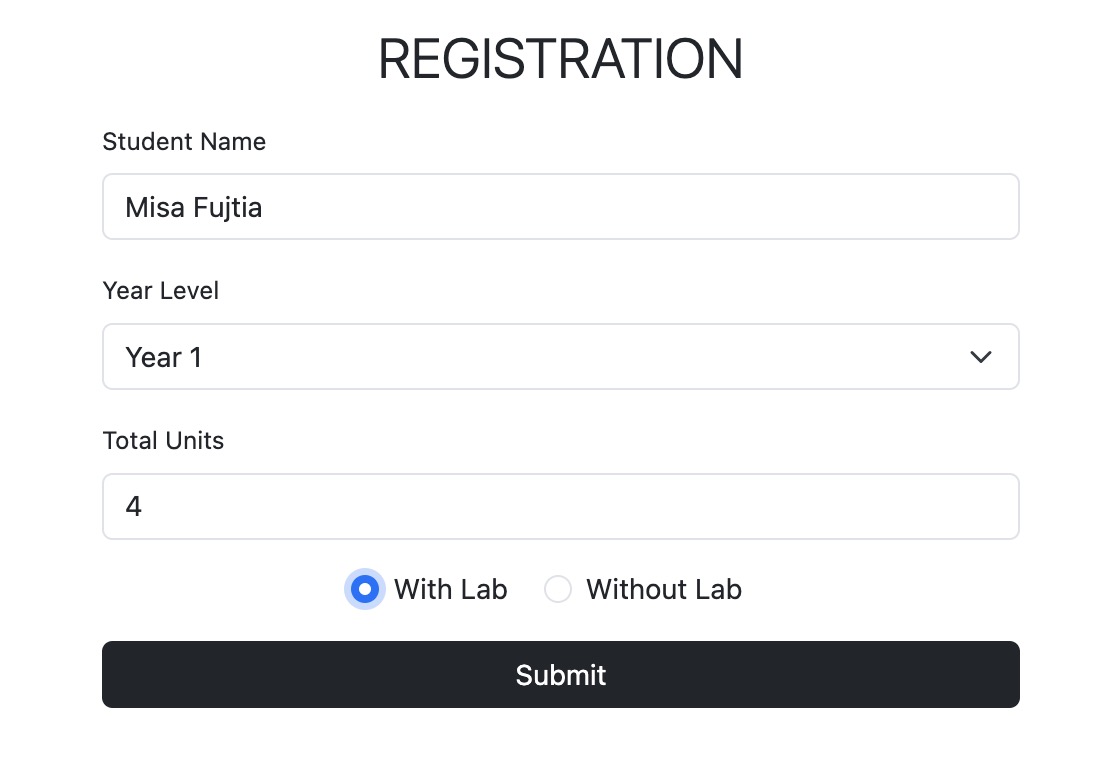 REGISTRATION
Student Name
Misa Fujtia
Year Level
Year 1
Total Units
4
With Lab Without Lab
Submit